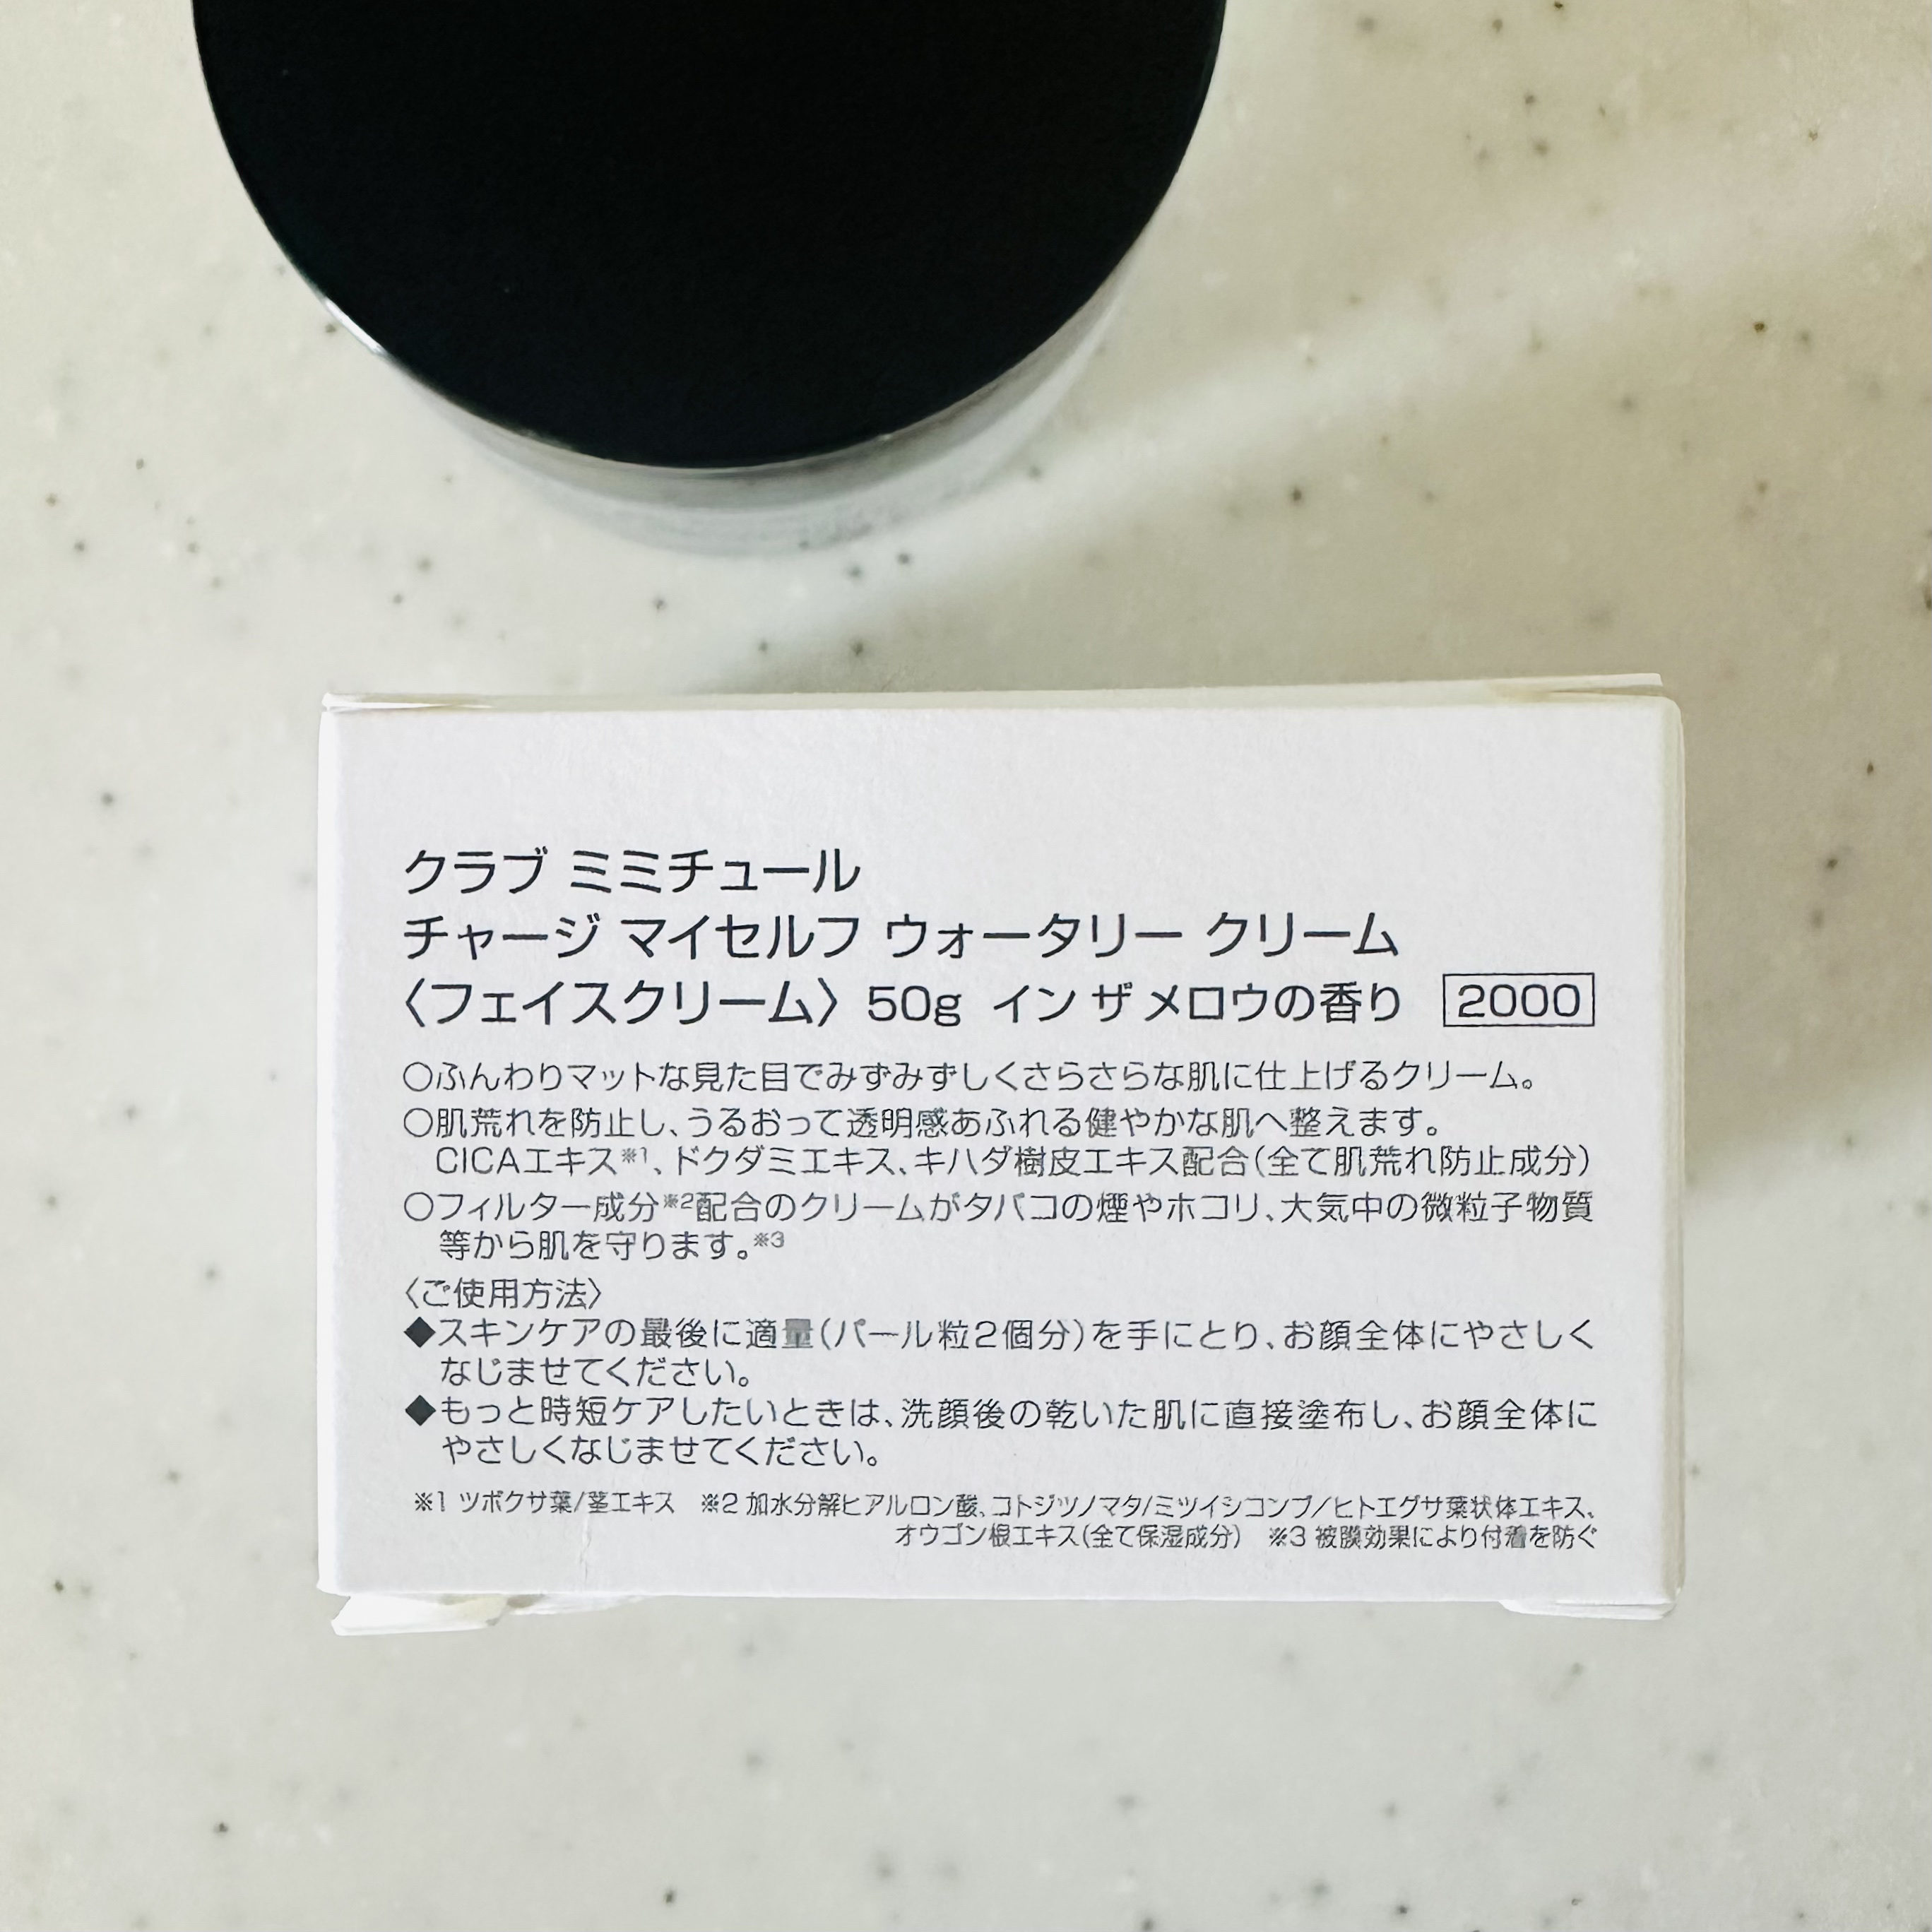 クラブ ミミチュール
チャージ マイセルフ ウォータリー クリーム
〈フェイスクリーム〉 50g インザメロウの香り 2000
○ふんわりマットな見た目でみずみずしくさらさらな肌に仕上げるクリーム。
○肌荒れを防止し、うるおって透明感あふれる健やかな肌へ整えます。
CICAエキス※1、ドクダミエキス、キハダ樹皮エキス配合(全て肌荒れ防止成分)
○フィルター成分※2配合のクリームがタバコの煙やホコリ、大気中の微粒子物質
等から肌を守ります。※3
〈ご使用方法〉
◆スキンケアの最後に適量(パール粒2個分)を手にとり、お顔全体にやさしく
なじませてください。
◆もっと時短ケアしたいときは、洗顔後の乾いた肌に直接塗布し、お顔全体に
やさしくなじませてください。
※1 ツボクサ葉/茎エキス ※2 加水分解ヒアルロン酸、コトジツノマタ/ミツイシコンブ/ヒトエグサ葉状体エキス、
オウゴン根エキス(全て保湿成分) ※3 被膜効果により付着を防ぐ